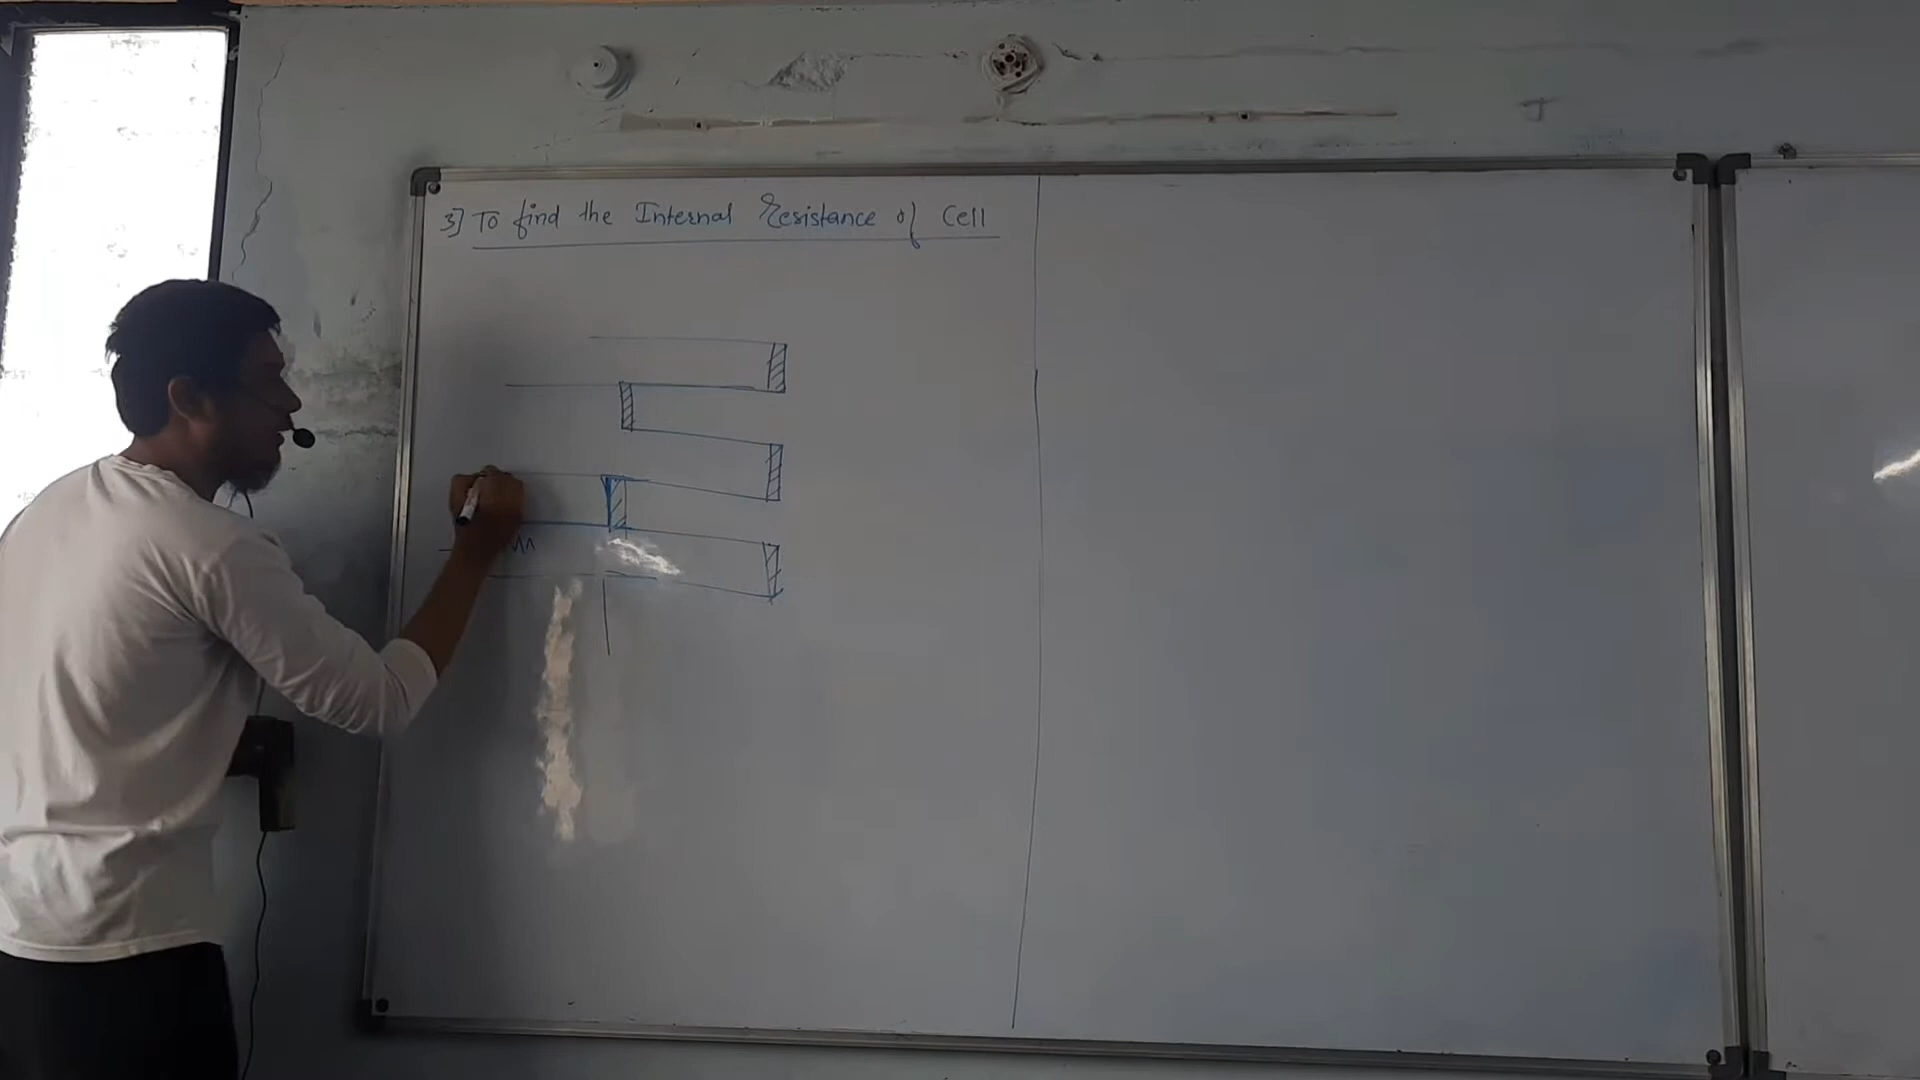 3] To find the Internal Resistance of Cell